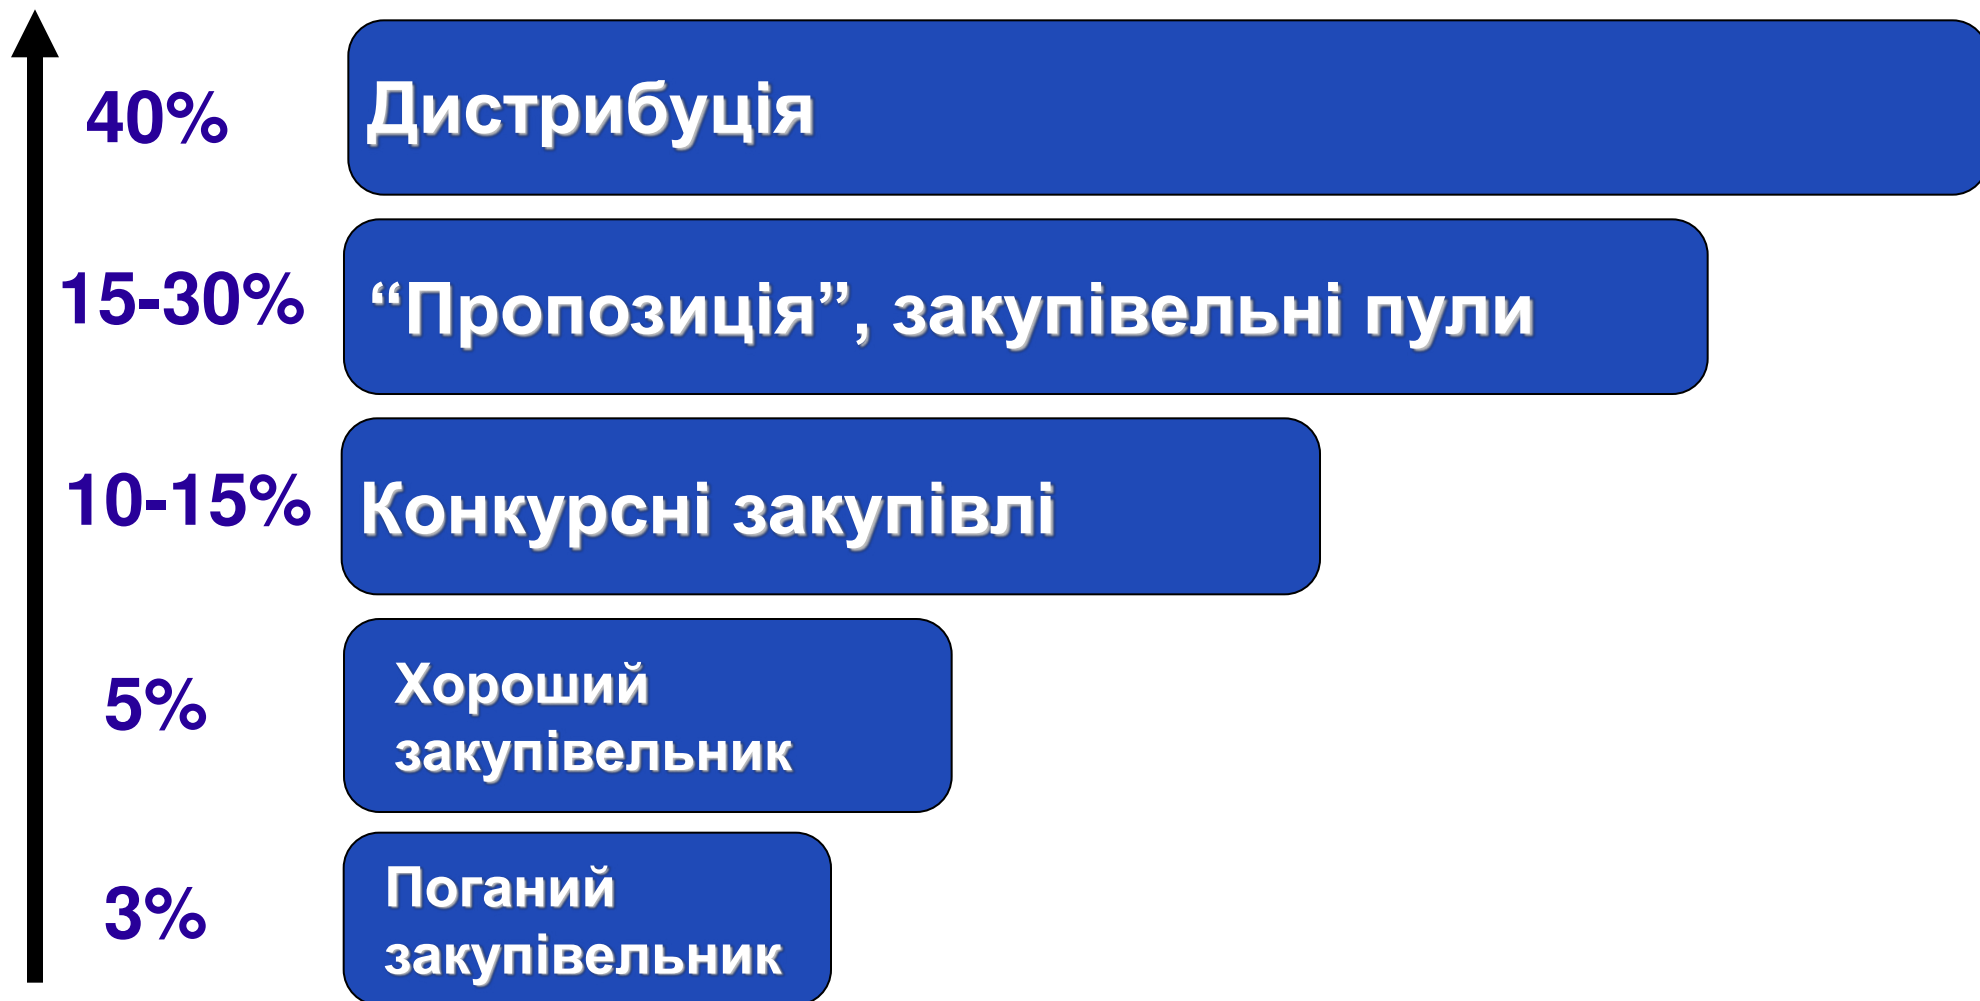 40%
Дистрибуція
15-30%
“Пропозиція”, закупівельні пули
10-15%
Конкурсні закупівлі
5%
Хороший
закупівельник
3%
Поганий
закупівельник